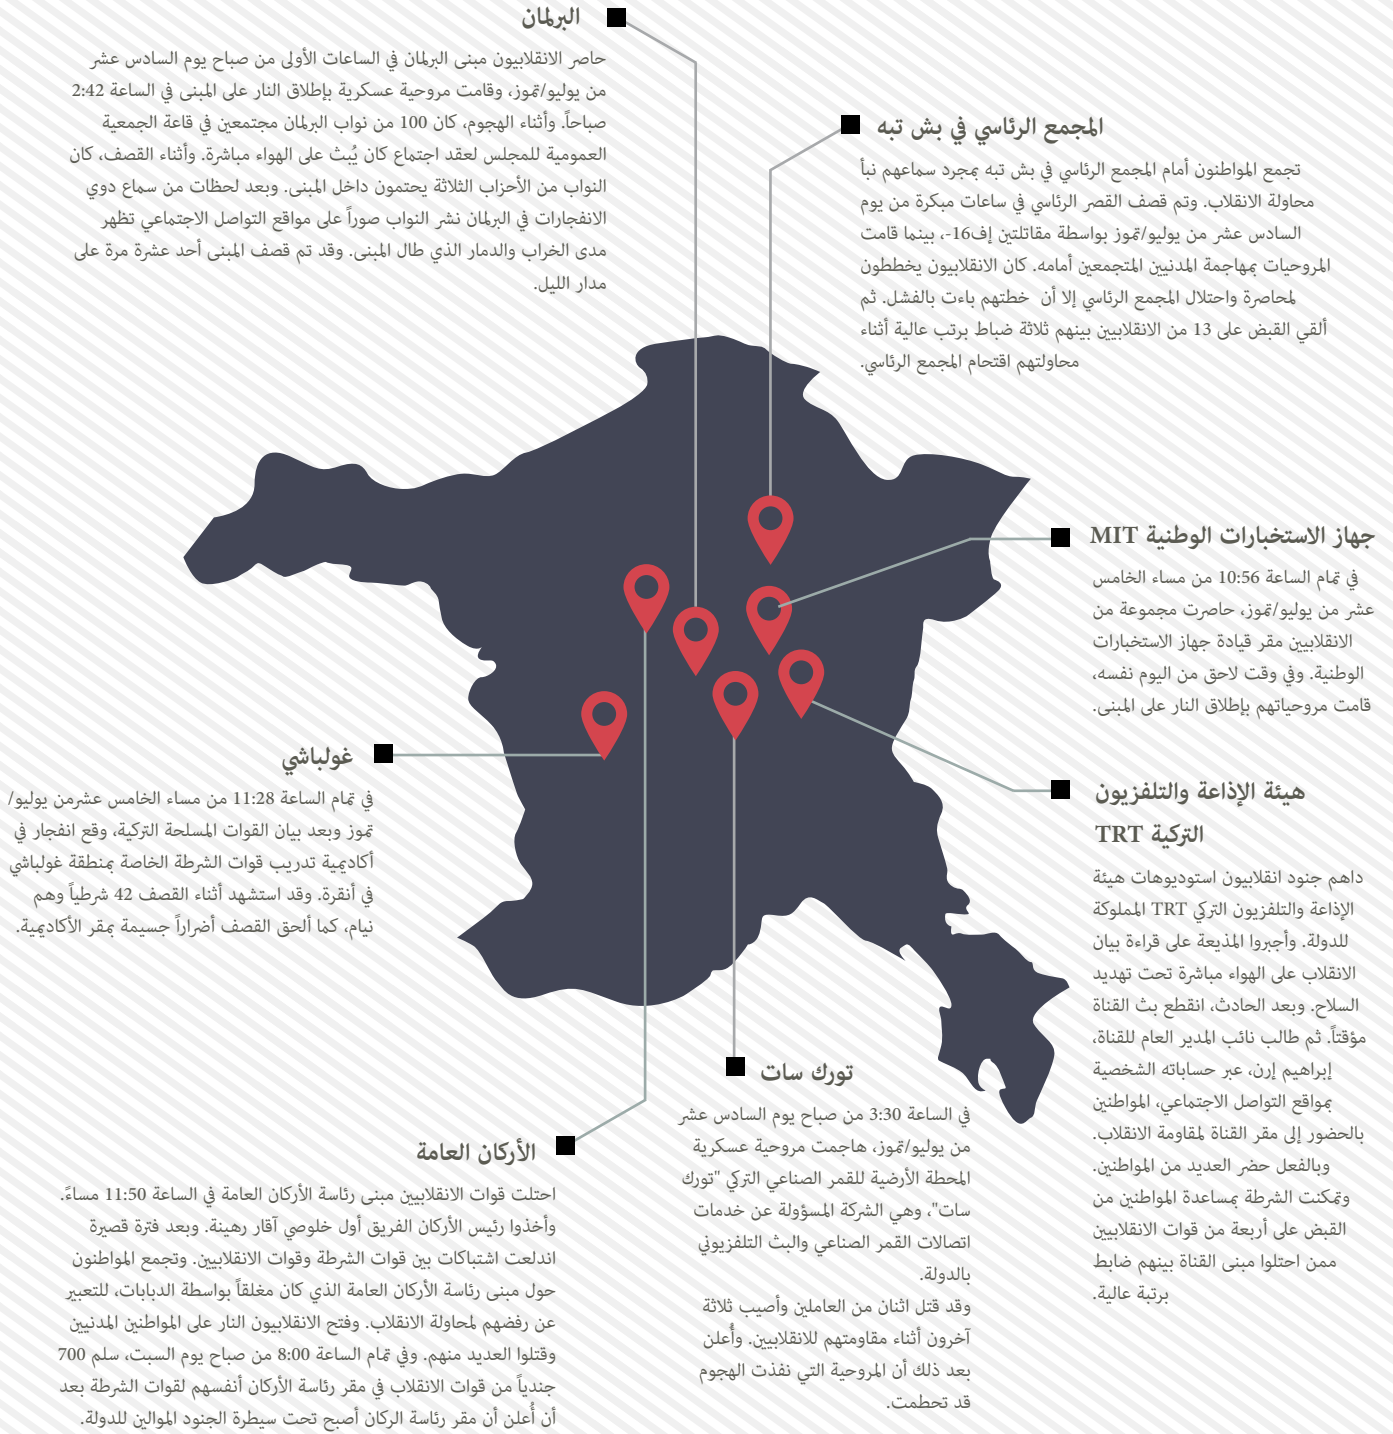 البرلمان
حاصر الانقلابيون مبنى البرلمان في الساعات الأولى من صباح يوم السادس عشر
من يوليو/تموز، وقامت مروحية عسكرية بإطلاق النار على المبنى في الساعة 2:42
صباحاً. وأثناء الهجوم، كان 100 من نواب البرلمان مجتمعين في قاعة الجمعية
العمومية للمجلس لعقد اجتماع كان يُبث على الهواء مباشرة. وأثناء القصف، كان
النواب من الأحزاب الثلاثة يحتمون داخل المبنى. وبعد لحظات من سماع دوي
الانفجارات في البرلمان نشر النواب صوراً على مواقع التواصل الاجتماعي تظهر
مدى الخراب والدمار الذي طال المبنى. وقد تم قصف المبنى أحد عشرة مرة على
مدار الليل.
المجمع الرئاسي في بش تبه
تجمع المواطنون أمام المجمع الرئاسي في بش تبه بمجرد سماعهم نبأ
محاولة الانقلاب. وتم قصف القصر الرئاسي في ساعات مبكرة من يوم
السادس عشر من يوليو/تموز بواسطة مقاتلتين إف16-، بينما قامت
المروحيات بمهاجمة المدنيين المتجمعين أمامه. كان الانقلابيون يخططون
لمحاصرة واحتلال المجمع الرئاسي إلا أن خطتهم باءت بالفشل. ثم
ألقي القبض على 13 من الانقلابيين بينهم ثلاثة ضباط برتب عالية أثناء
محاولتهم اقتحام المجمع الرئاسي.
جهاز الاستخبارات الوطنية MIT
في تمام الساعة 10:56 من مساء الخامس
عشر من يوليو/تموز، حاصرت مجموعة من
الانقلابيين مقر قيادة جهاز الاستخبارات
الوطنية. وفي وقت لاحق من اليوم نفسه،
قامت مروحياتهم بإطلاق النار على المبنى.
هيئة الإذاعة والتلفزيون
التركية TRT
داهم جنود انقلابيون استوديوهات هيئة
الإذاعة والتلفزيون التركي TRT المملوكة
للدولة. وأجبروا المذيعة على قراءة بيان
الانقلاب على الهواء مباشرة تحت تهديد
السلاح. وبعد الحادث، انقطع بث القناة
مؤقتاً. ثم طالب نائب المدير العام للقناة،
إبراهيم إرن، عبر حساباته الشخصية
بمواقع التواصل الاجتماعي، المواطنين
بالحضور إلى مقر القناة لمقاومة الانقلاب.
وبالفعل حضر العديد من المواطنين.
وتمكنت الشرطة بمساعدة المواطنين من
القبض على أربعة من قوات الانقلابيين
ممن احتلوا مبنى القناة بينهم ضابط
برتبة عالية.
غولباشي
في تمام الساعة 11:28 من مساء الخامس عشرمن يوليو/
تموز وبعد بيان القوات المسلحة التركية، وقع انفجار في
أكاديمية تدريب قوات الشرطة الخاصة بمنطقة غولباشي
في أنقرة. وقد استشهد أثناء القصف 42 شرطياً وهم
نيام، كما ألحق القصف أضراراً جسيمة بمقر الأكاديمية.
تورك سات
في الساعة 3:30 من صباح يوم السادس عشر
من يوليو/تموز، هاجمت مروحية عسكرية
المحطة الأرضية للقمر الصناعي التركي "تورك
سات"، وهي الشركة المسؤولة عن خدمات
اتصالات القمر الصناعي والبث التلفزيوني
بالدولة.
وقد قتل اثنان من العاملين وأصيب ثلاثة
آخرون أثناء مقاومتهم للانقلابيين. وأُعلن
بعد ذلك أن المروحية التي نفذت الهجوم
قد تحطمت.
الأركان العامة
احتلت قوات الانقلابيين مبنى رئاسة الأركان العامة في الساعة 11:50 مساءً.
وأخذوا رئيس الأركان الفريق أول خلوصي آقار رهينة. وبعد فترة قصيرة
اندلعت اشتباكات بين قوات الشرطة وقوات الانقلابيين. وتجمع المواطنون
حول مبنى رئاسة الأركان العامة الذي كان مغلقاً بواسطة الدبابات، للتعبير
عن رفضهم لمحاولة الانقلاب. وفتح الانقلابيون النار على المواطنين المدنيين
وقتلوا العديد منهم. وفي تمام الساعة 8:00 من صباح يوم السبت، سلم 700
جندياً من قوات الانقلاب في مقر رئاسة الأركان أنفسهم لقوات الشرطة بعد
أن أُعلن أن مقر رئاسة الركان أصبح تحت سيطرة الجنود الموالين للدولة.